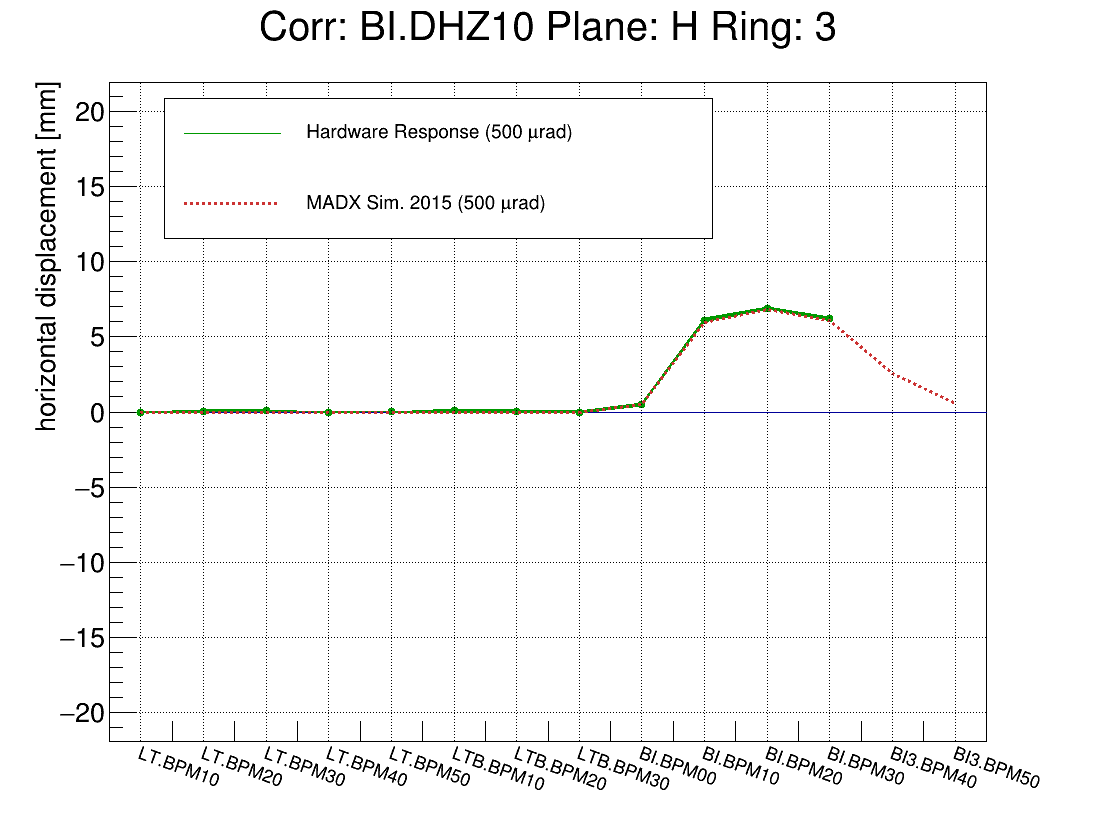 Corr: BI.DHZ10 Plane: H Ring: 3
horizontal displacement [mm]
20
15
10
5
0
−5
−10
−15
−20
Hardware Response (500 μrad)
MADX Sim. 2015 (500 μrad)
LT.BPM10
LT.BPM20
LT.BPM30
LT.BPM40
LT.BPM50
LTB.BPM10
LTB.BPM20
LTB.BPM30
BI.BPM00
BI.BPM10
BI.BPM20
BI.BPM30
BI3.BPM40
BI3.BPM50